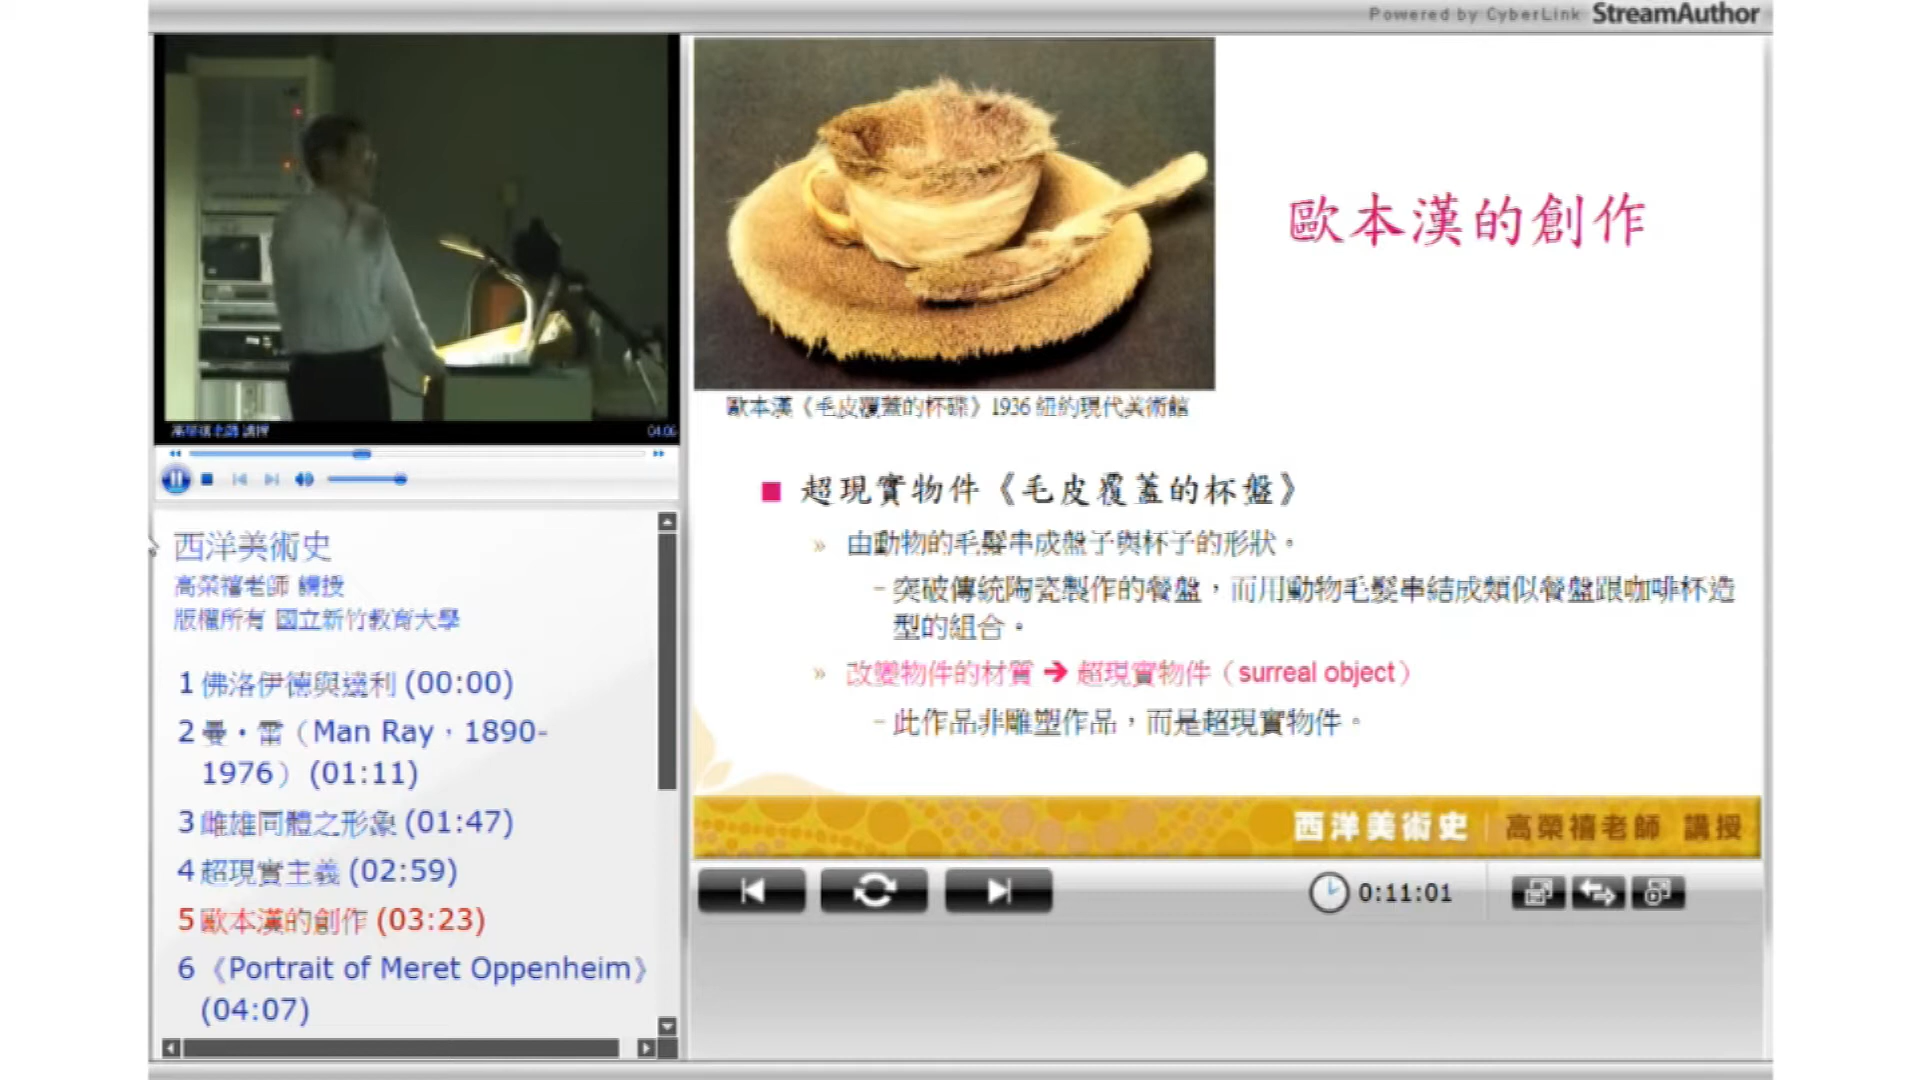 Powered by CyberLink StreamAuthor
高榮禧老師 講授
04:06
西洋美術史
高榮禧老師 講授
版權所有 國立新竹教育大學
1 佛洛伊德與達利 (00:00)
2 曼・雷（Man Ray，1890-
1976）(01:11)
3 雌雄同體之形象 (01:47)
4 超現實主義 (02:59)
5 歐本漢的創作 (03:23)
6 《Portrait of Meret Oppenheim》
(04:07)
歐本漢的創作
歐本漢《毛皮覆蓋的杯碟》1936 紐約現代美術館
■ 超現實物件《毛皮覆蓋的杯盤》
» 由動物的毛髮串成盤子與杯子的形狀。
－突破傳統陶瓷製作的餐盤，而用動物毛髮串結成類似餐盤跟咖啡杯造
型的組合。
» 改變物件的材質 ➔ 超現實物件（surreal object）
－此作品非雕塑作品，而是超現實物件。
西洋美術史 | 高榮禧老師 講授
0:11:01